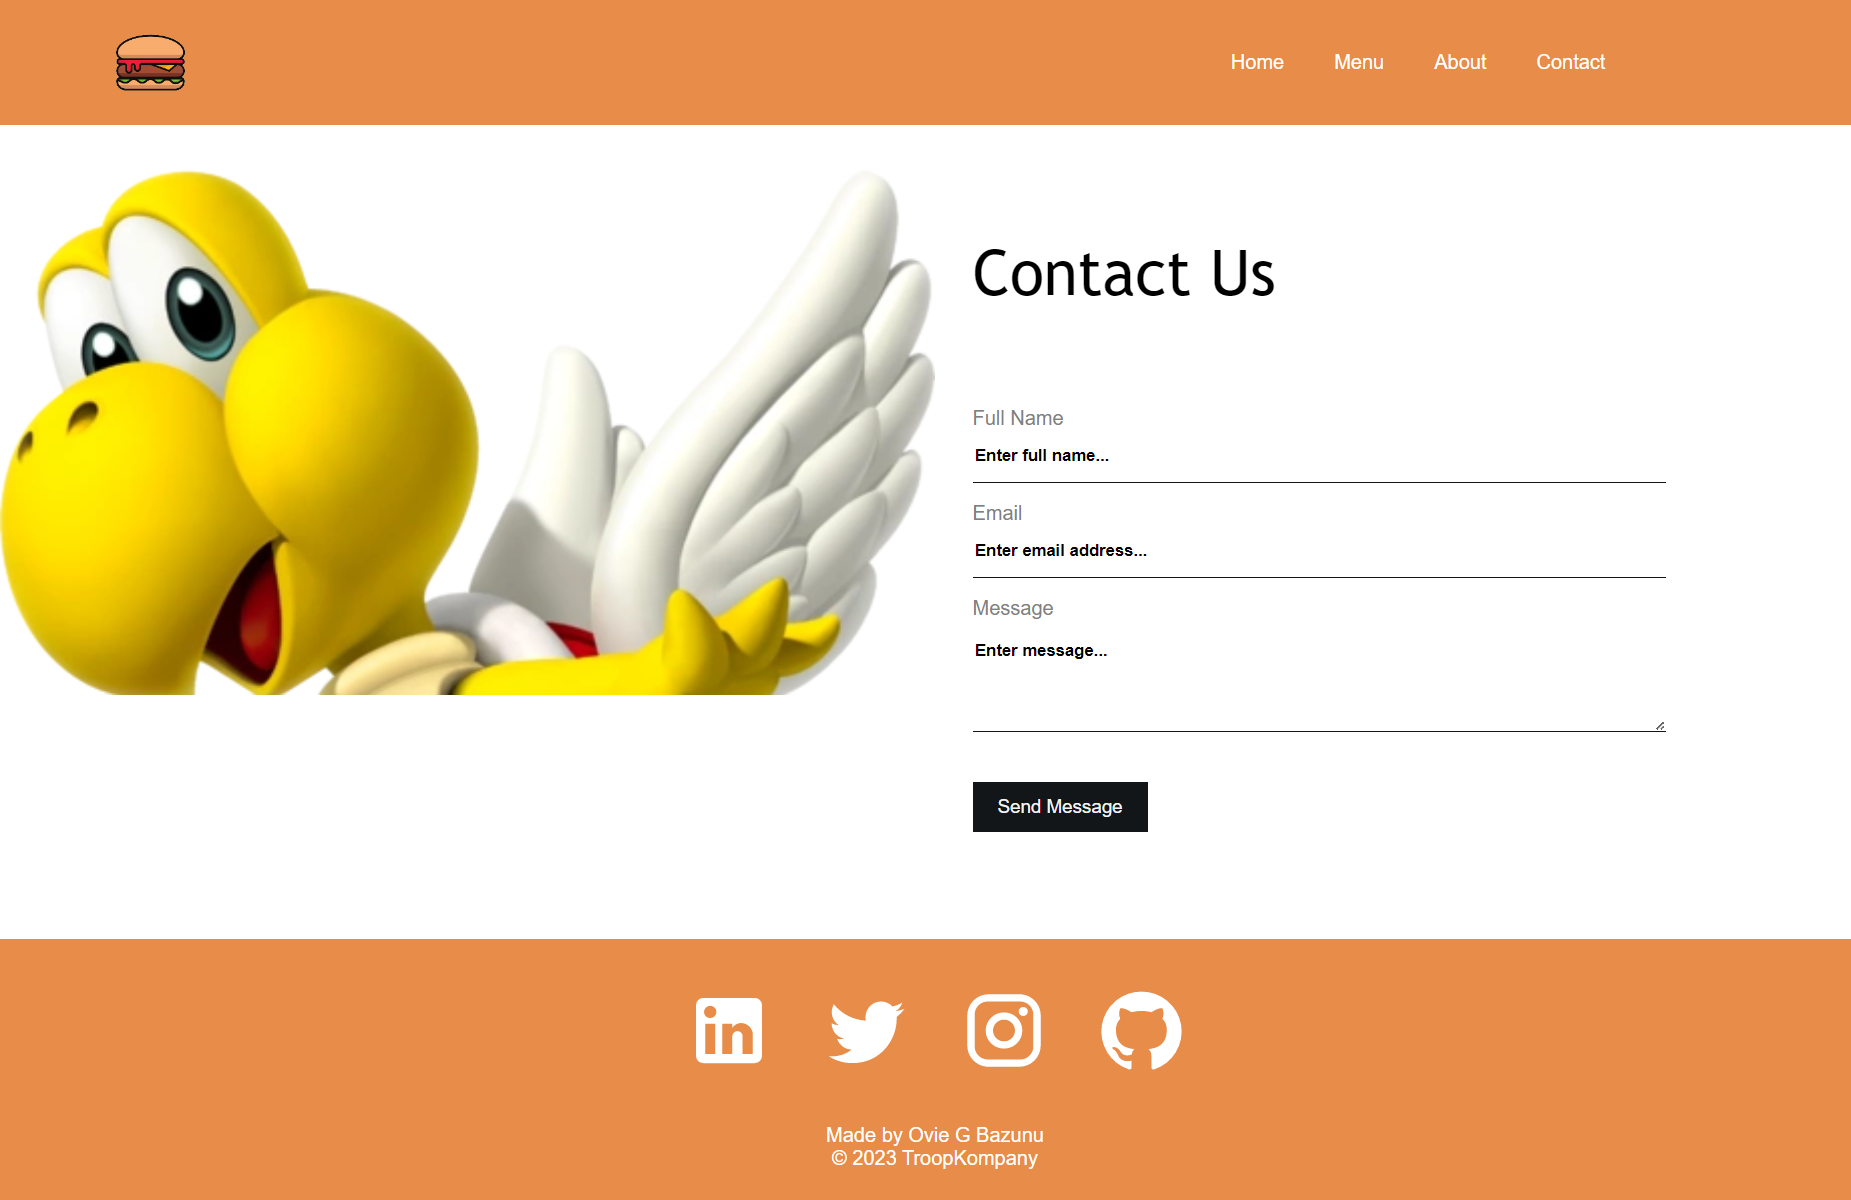 Home Menu About Contact
Contact Us
Full Name
Enter full name...
Email
Enter email address...
Message
Enter message...
Send Message
in
Made by Ovie G Bazunu
© 2023 TroopKompany